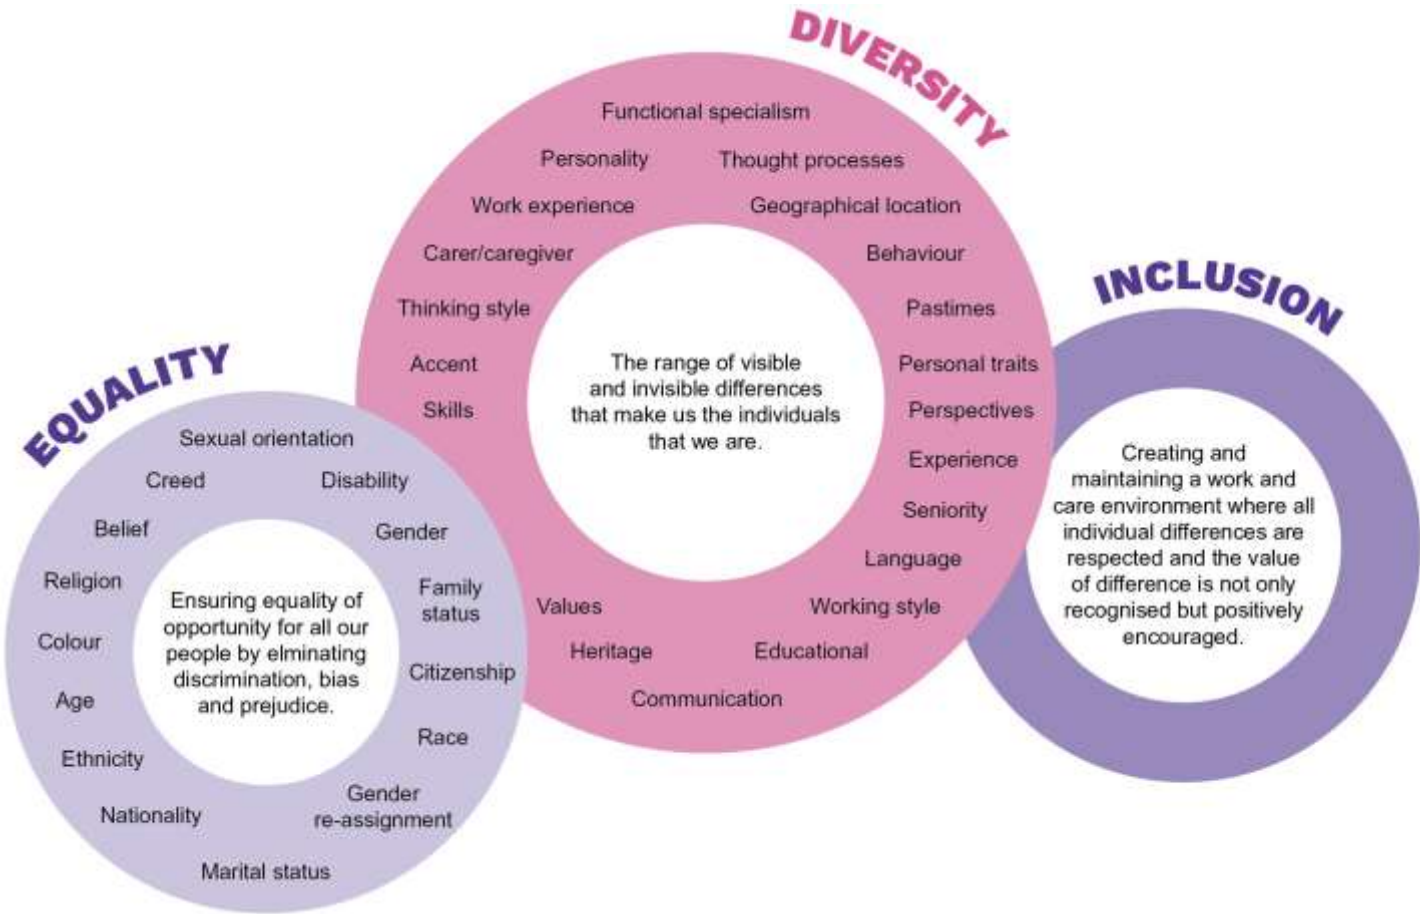 DIVERSITY
Functional specialism
Personality
Thought processes
Work experience
Geographical location
Carer/caregiver
Behaviour
Thinking style
Pastimes
Accent
Personal traits
Skills
Perspectives
Experience
Seniority
Language
Values
Working style
Heritage
Educational
Communication
The range of visible
and invisible differences
that make us the individuals
that we are.
INCLUSION
Creating and
maintaining a work and
care environment where all
individual differences are
respected and the value
of difference is not only
recognised but positively
encouraged.
EQUALITY
Sexual orientation
Creed
Disability
Belief
Gender
Religion
Family
status
Colour
Citizenship
Age
Race
Ethnicity
Gender
re-assignment
Nationality
Marital status
Ensuring equality of
opportunity for all our
people by elminating
discrimination, bias
and prejudice.